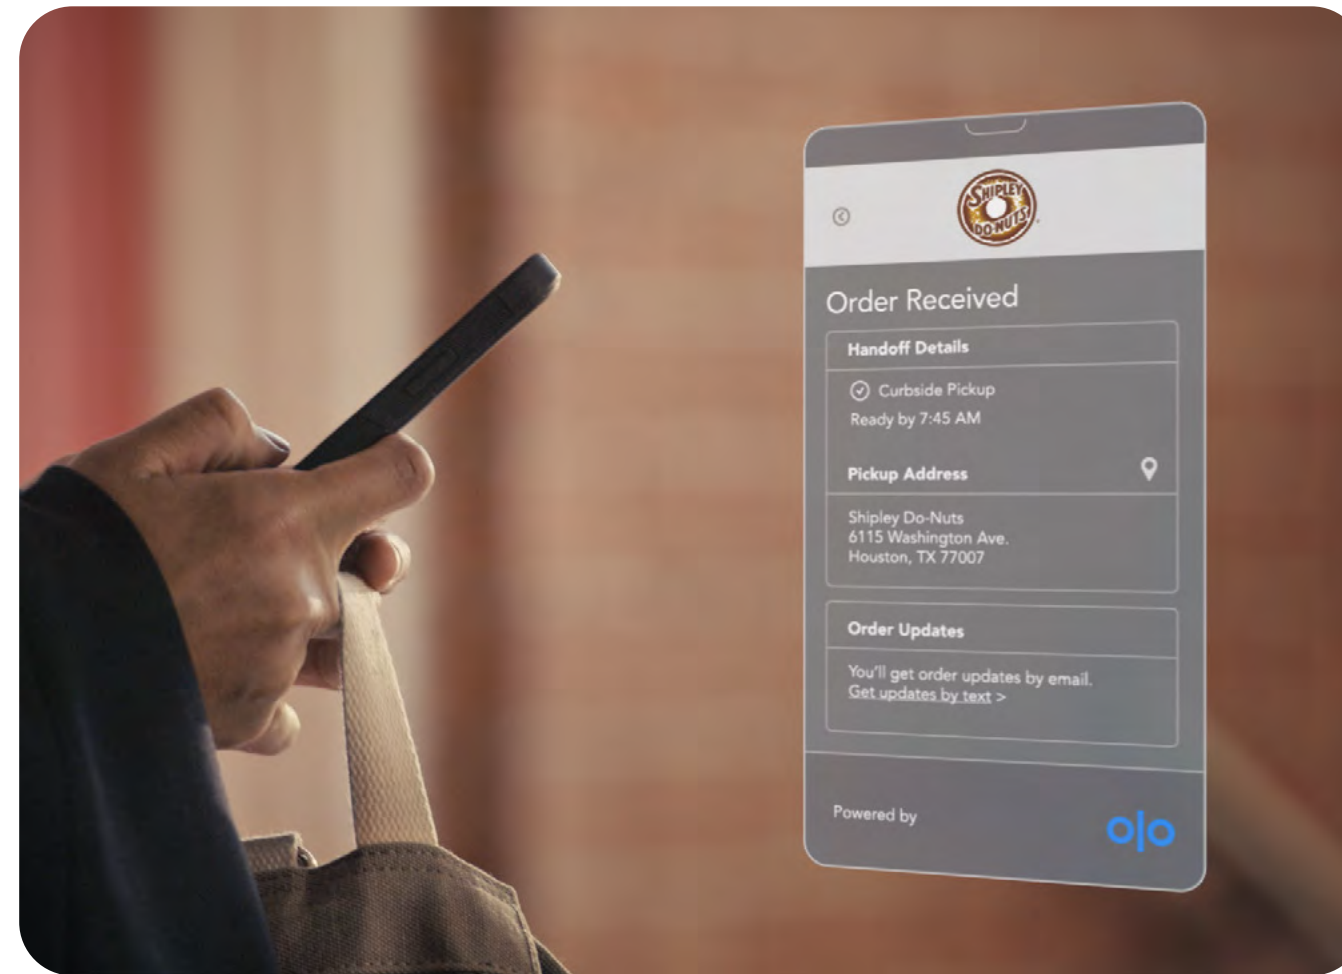 SHIPLEY
DO-NUTS
Order Received
Handoff Details
Curbside Pickup
Ready by 7:45 AM
Pickup Address
Shipley Do-Nuts
6115 Washington Ave.
Houston, TX 77007
Order Updates
You'll get order updates by email.
Get updates by text >
Powered by
olo